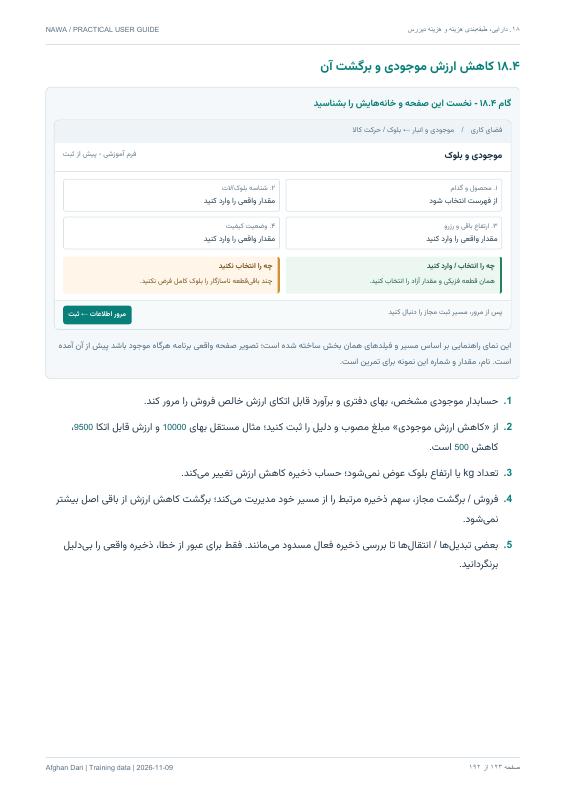 ۱۸. دارایی، طبقه‌بندی هزینه و هزینه دیررس
NAWA / PRACTICAL USER GUIDE
۱۸.۴ کاهش ارزش موجودی و برگشت آن
گام ۱۸.۴ - نخست این صفحه و خانه‌هایش را بشناسید
فضای کاری / موجودی و انبار ← بلوک / حرکت کالا
موجودی و بلوک
فرم آموزشی - پیش از ثبت
۱. محصول و گدام
از فهرست انتخاب شود
۲. شناسه بلوک/لات
مقدار واقعی را وارد کنید
۳. ارتفاع باقی و رزرو
مقدار واقعی را وارد کنید
۴. وضعیت کیفیت
مقدار واقعی را وارد کنید
چه را انتخاب / وارد کنید
همان قطعه فزیکی و مقدار آزاد را انتخاب کنید.
چه را انتخاب نکنید
چند باقی‌قطعه ناسازگار را بلوک کامل فرض نکنید.
پس از مرور، مسیر ثبت مجاز را دنبال کنید
مرور اطلاعات ← ثبت
این نمای راهنمایی بر اساس مسیر و فیلدهای همان بخش ساخته شده است؛ تصویر صفحه واقعی برنامه هرگاه موجود باشد پیش از آن آمده
است. نام، مقدار و شماره این نمونه برای تمرین است.
1. حسابدار موجودی مشخص، بهای دفتری و برآورد قابل اتکای ارزش خالص فروش را مرور کند.
2. از «کاهش ارزش موجودی» مبلغ مصوب و دلیل را ثبت کنید؛ مثال مستقل بهای 10000 و ارزش قابل اتکا 9500،
کاهش 500 است.
3. تعداد kg یا ارتفاع بلوک عوض نمی‌شود؛ حساب ذخیره کاهش ارزش تغییر می‌کند.
4. فروش / برگشت مجاز، سهم ذخیره مرتبط را از مسیر خود مدیریت می‌کند؛ برگشت کاهش ارزش از باقی اصل بیشتر
نمی‌شود.
5. بعضی تبدیل‌ها / انتقال‌ها تا بررسی ذخیره فعال مسدود می‌مانند. فقط برای عبور از خطا، ذخیره واقعی را بی‌دلیل
برنگردانید.
صفحه ۱۲۳ از ۱۹۲
Afghan Dari | Training data | 2026-11-09